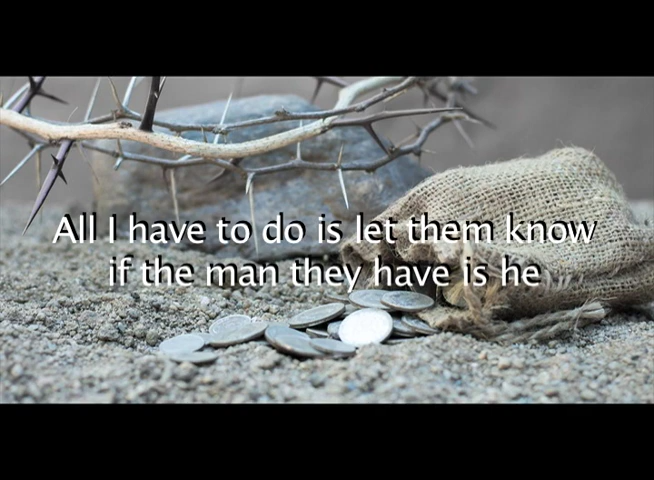 All I have to do is let them know
if the man they have is he